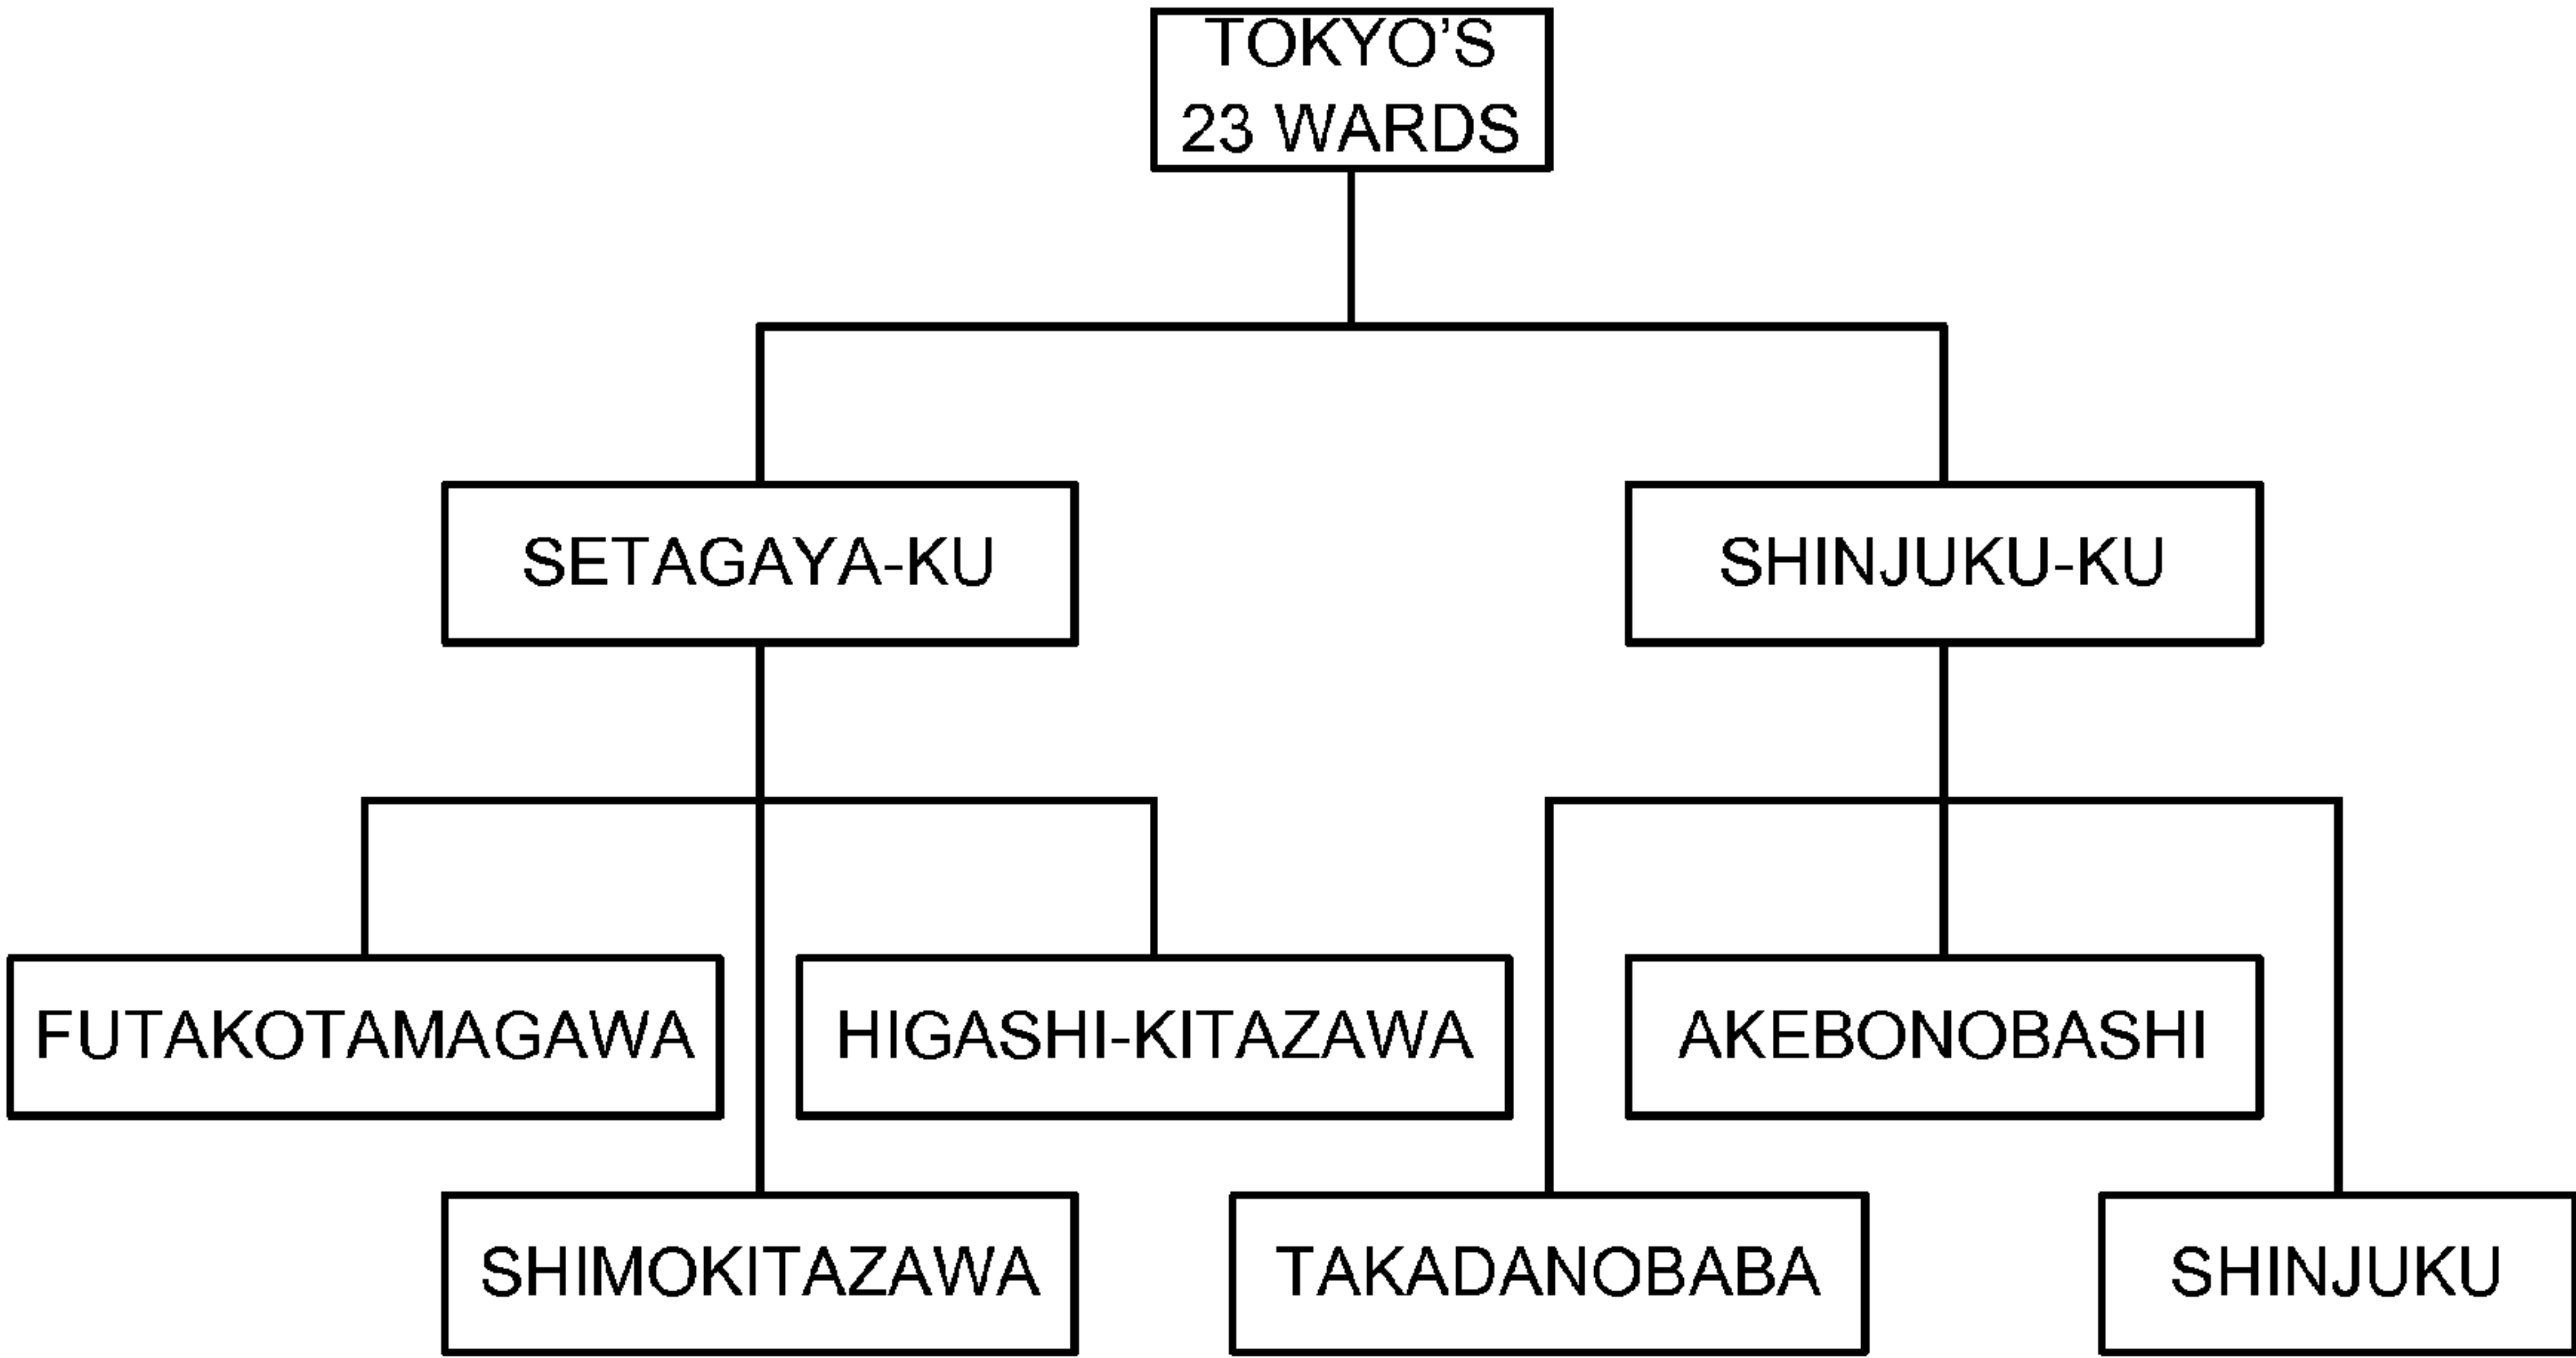 TOKYO’S
23 WARDS
SETAGAYA-KU
SHINJUKU-KU
FUTAKOTAMAGAWA
HIGASHI-KITAZAWA
AKEBONOBASHI
SHIMOKITAZAWA
TAKADANOBABA
SHINJUKU